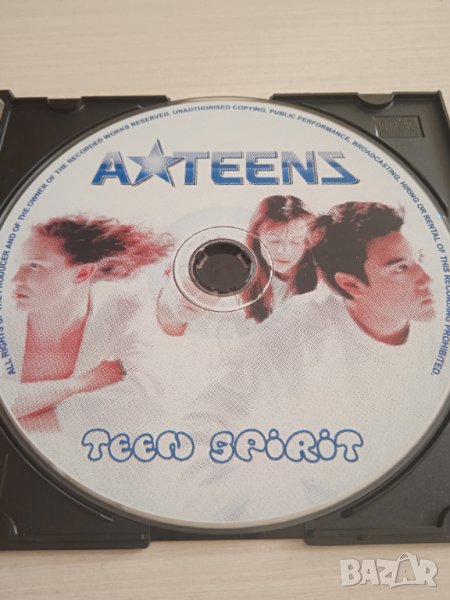 ALL RIGHTS OF THE PRODUCER AND OF THE OWNER OF THE RECORDED WORKS RESERVED. UNAUTHORISED COPYING, PUBLIC PERFORMANCE, BROADCASTING, HIRING OR RENTAL OF THIS RECORDING PROHIBITED.
A★TEENS
TEEN SPIRIT
BAZAR